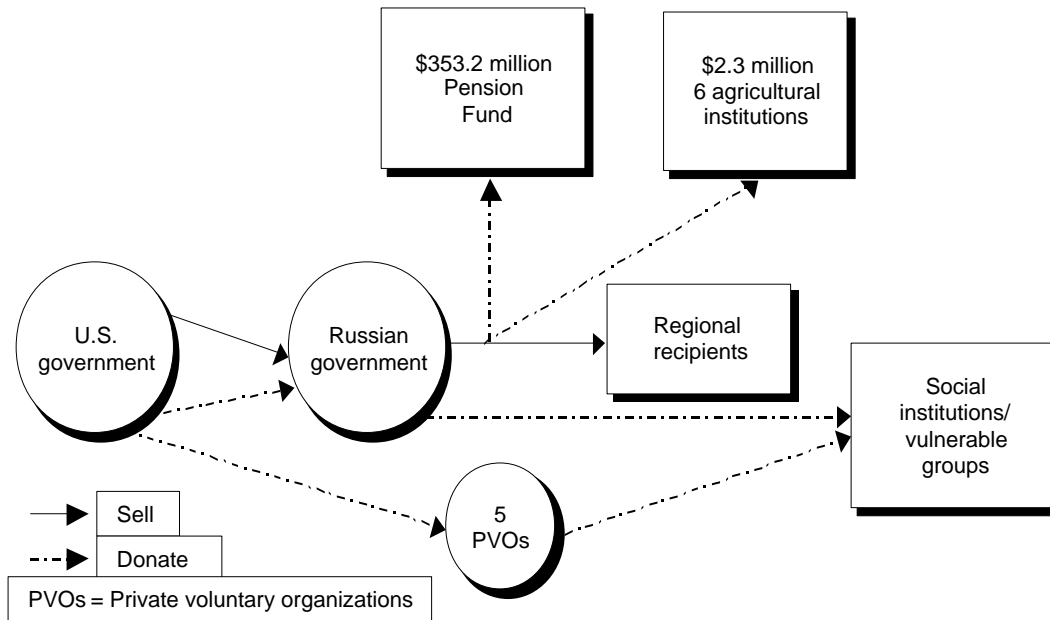 $353.2 million
Pension
Fund
$2.3 million
6 agricultural
institutions
U.S.
government
Russian
government
Regional
recipients
Social
institutions/
vulnerable
groups
5
PVOs
Sell
Donate
PVOs = Private voluntary organizations